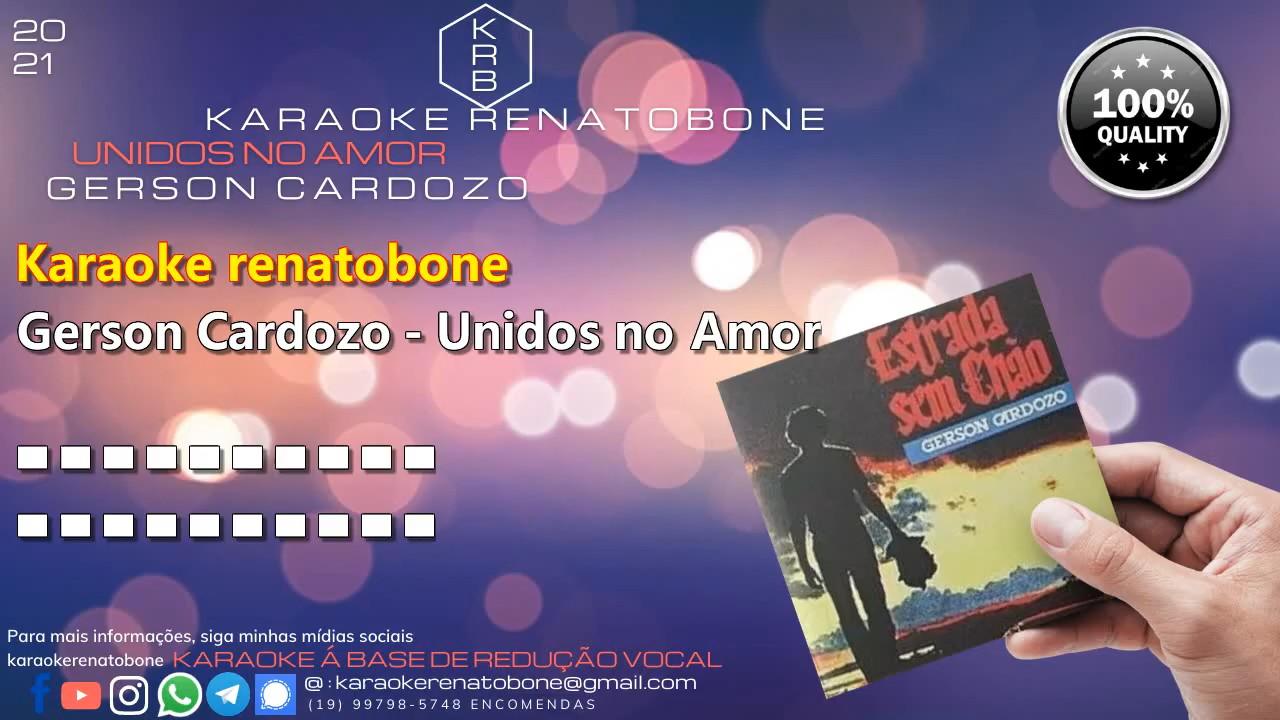 20
21
K
R
B
KARAOKE RENATOBONE
UNIDOS NO AMOR
GERSON CARDOZO
100%
QUALITY
Karaoke renatobone
Gerson Cardozo - Unidos no Amor
Estrada
sem Chão
GERSON CARDOZO
Para mais informações, siga minhas mídias sociais
karaokerenatobone KARAOKE Á BASE DE REDUÇÃO VOCAL
@:karaokerenatobone@gmail.com
(19) 99798-5748 ENCOMENDAS